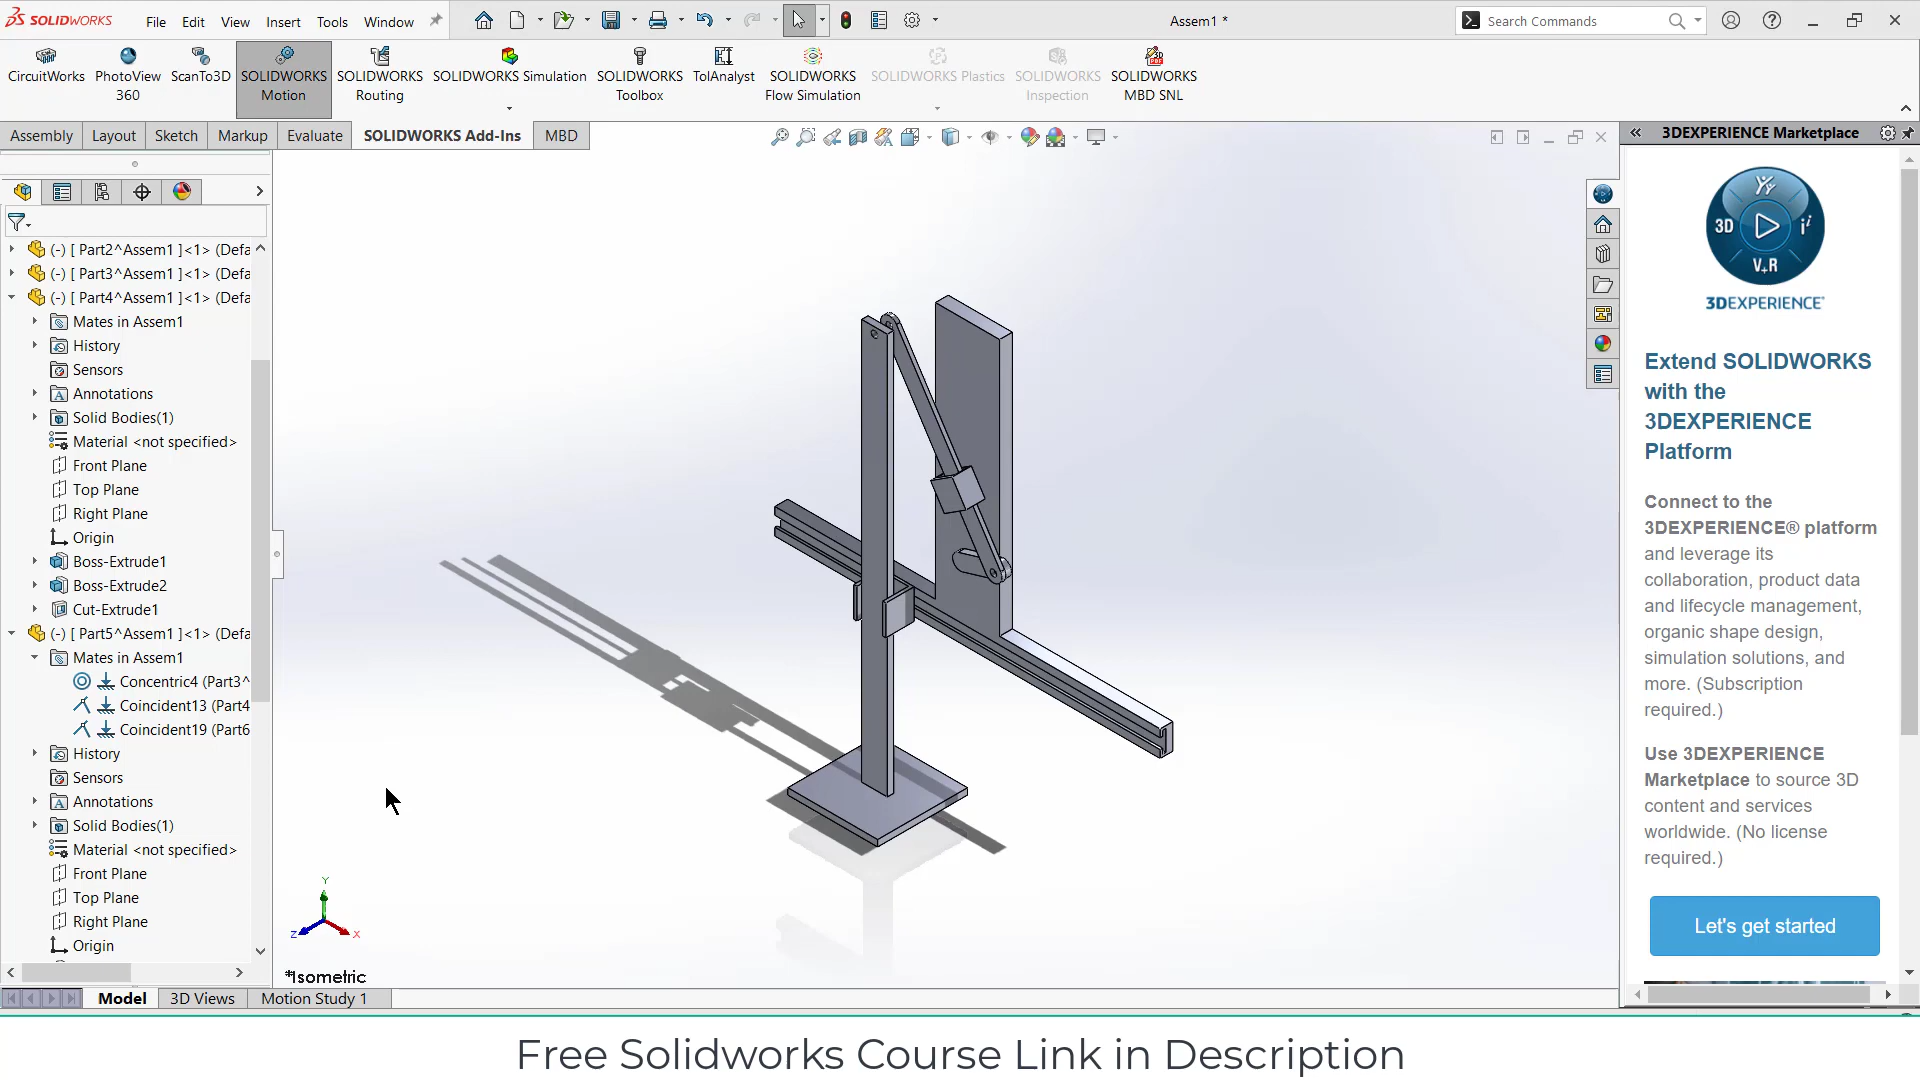 SOLIDWORKS File Edit View Insert Tools Window Assem1 * Search Commands
CircuitWorks PhotoView 360 ScanTo3D SOLIDWORKS Motion SOLIDWORKS Routing SOLIDWORKS Simulation SOLIDWORKS Toolbox TolAnalyst SOLIDWORKS Flow Simulation SOLIDWORKS Plastics SOLIDWORKS Inspection SOLIDWORKS MBD SNL
Assembly Layout Sketch Markup Evaluate SOLIDWORKS Add-Ins MBD
(-) [ Part2^Assem1 ]<1> (Defa
(-) [ Part3^Assem1 ]<1> (Defa
(-) [ Part4^Assem1 ]<1> (Defa
Mates in Assem1
History
Sensors
Annotations
Solid Bodies(1)
Material <not specified>
Front Plane
Top Plane
Right Plane
Origin
Boss-Extrude1
Boss-Extrude2
Cut-Extrude1
(-) [ Part5^Assem1 ]<1> (Defa
Mates in Assem1
Concentric4 (Part3^
Coincident13 (Part4
Coincident19 (Part6
History
Sensors
Annotations
Solid Bodies(1)
Material <not specified>
Front Plane
Top Plane
Right Plane
Origin
Y
Z X
*Isometric
Model 3D Views Motion Study 1
3DEXPERIENCE Marketplace
3D V+R
3DEXPERIENCE
Extend SOLIDWORKS
with the
3DEXPERIENCE
Platform
Connect to the
3DEXPERIENCE® platform
and leverage its
collaboration, product data
and lifecycle management,
organic shape design,
simulation solutions, and
more. (Subscription
required.)
Use 3DEXPERIENCE
Marketplace to source 3D
content and services
worldwide. (No license
required.)
Let's get started
Free Solidworks Course Link in Description